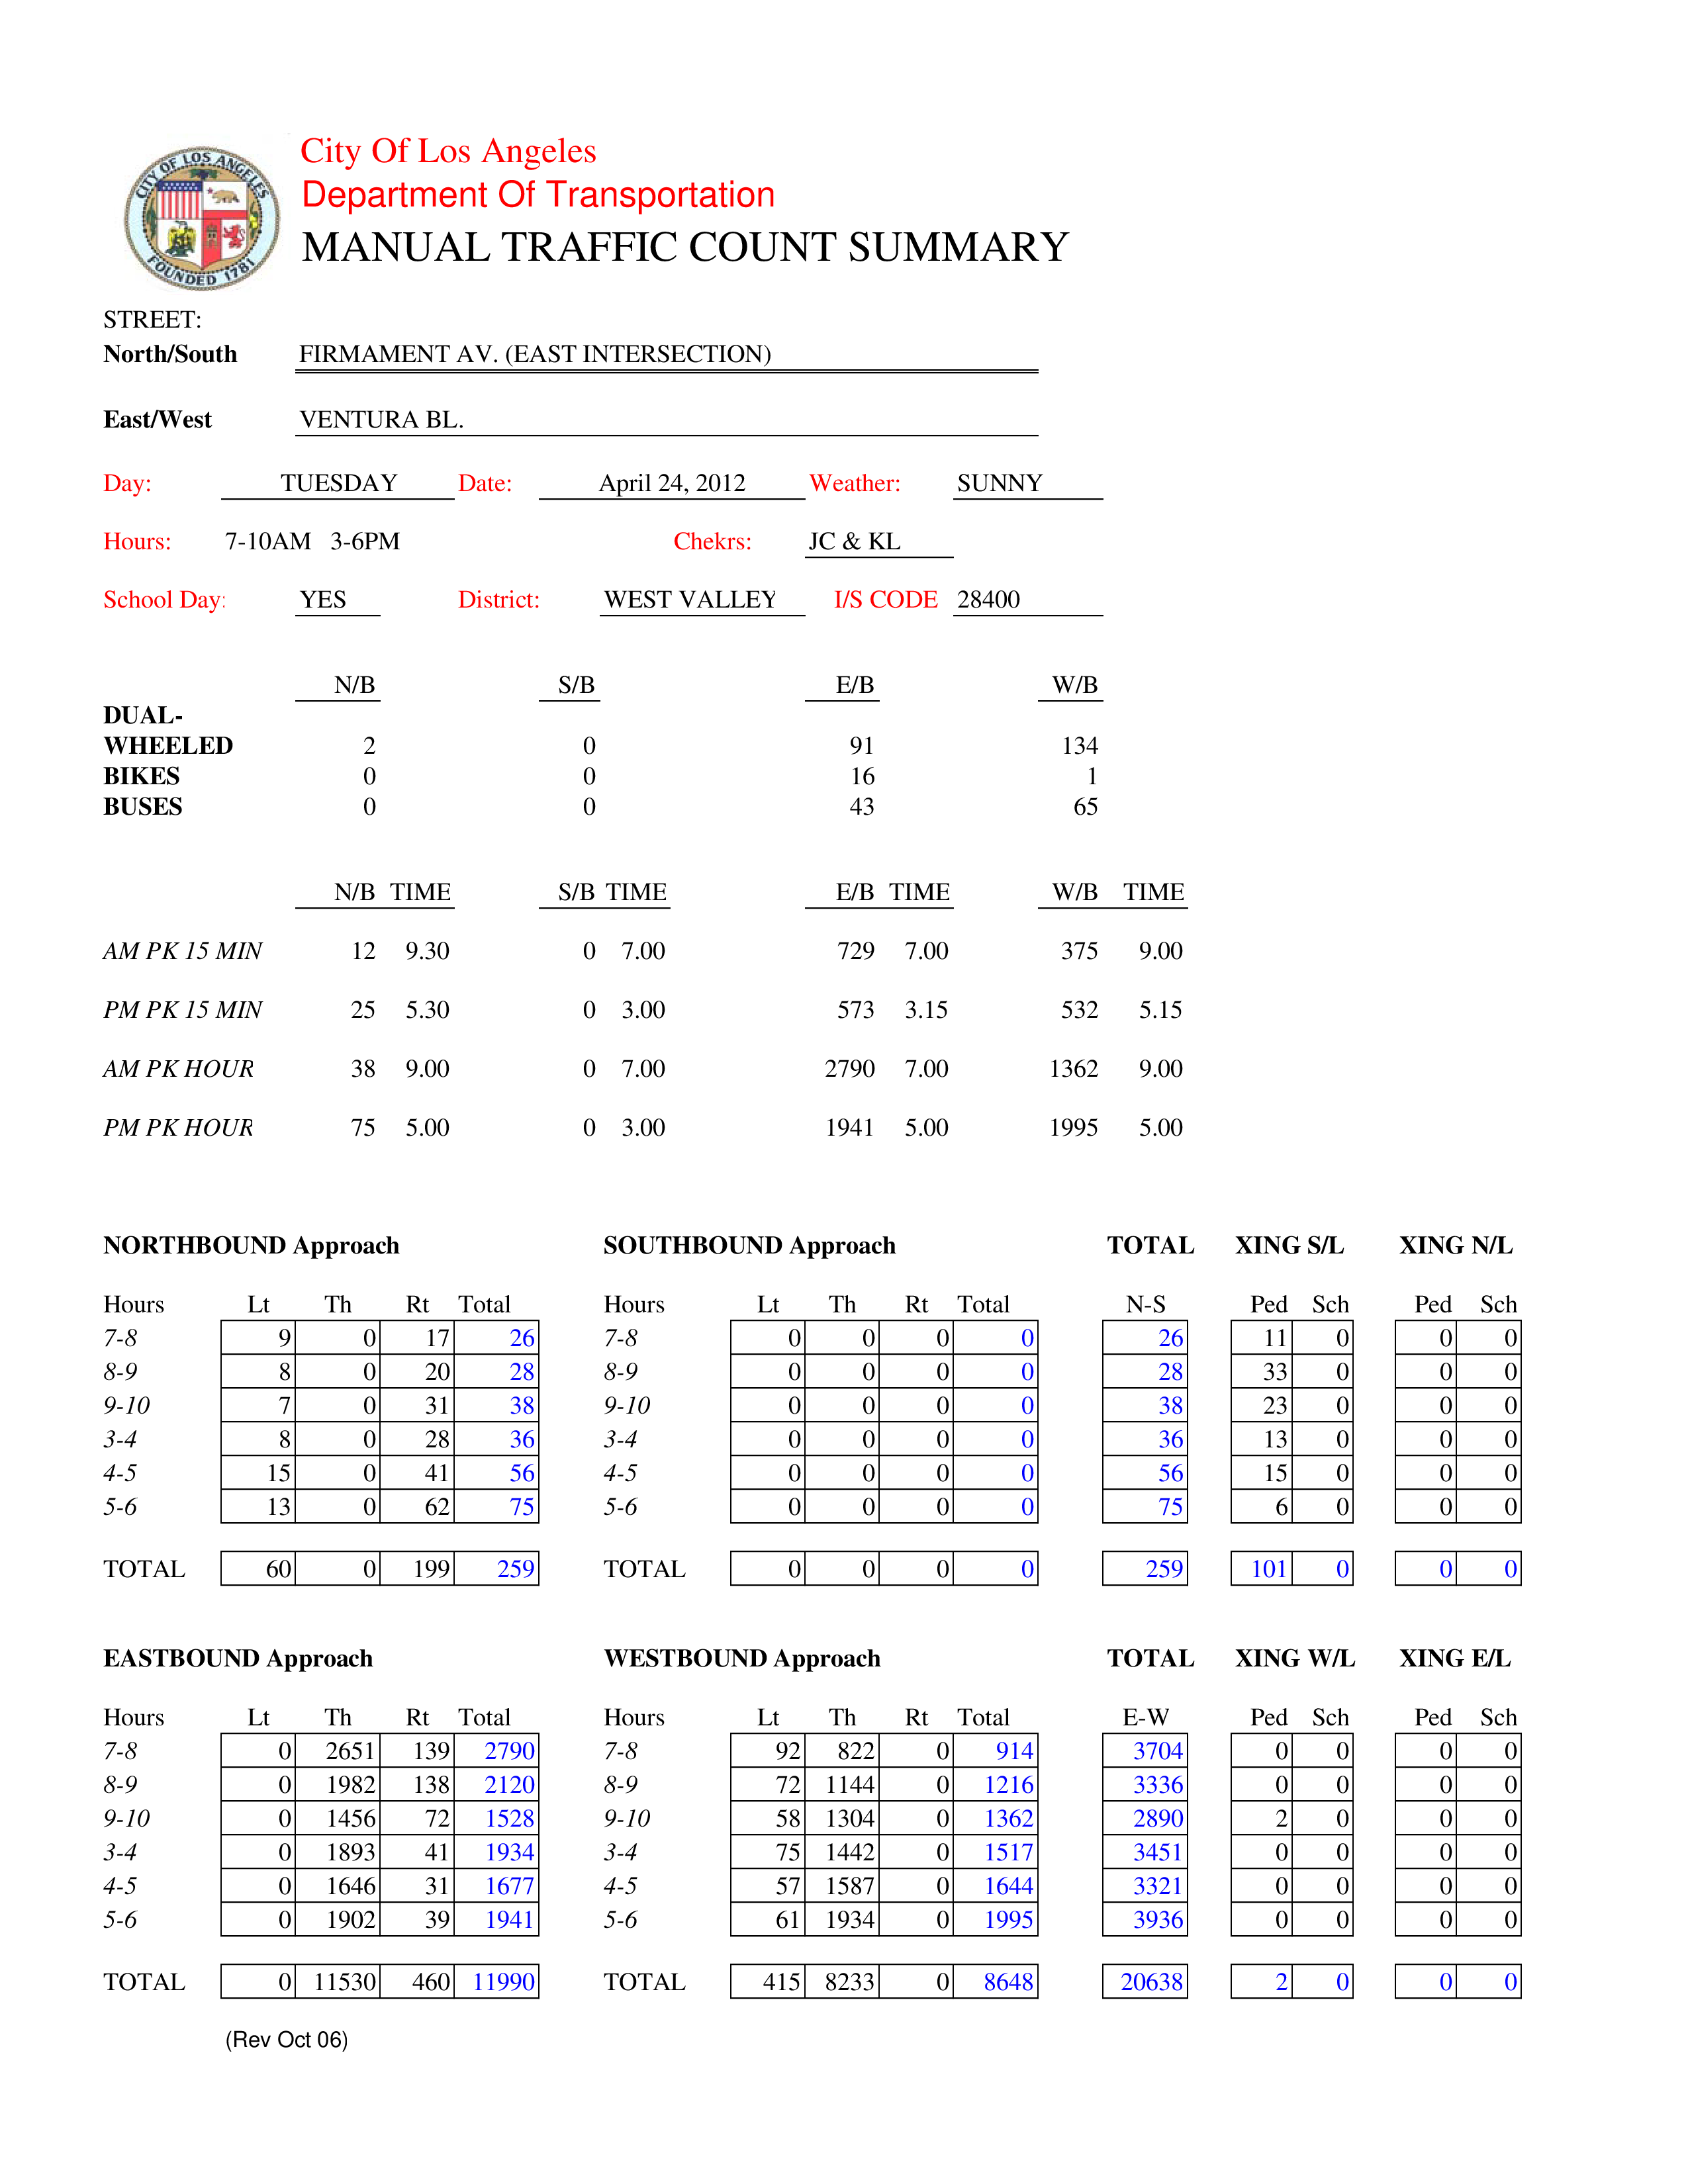 CITY OF LOS ANGELES
FOUNDED 1781
City Of Los Angeles
Department Of Transportation
MANUAL TRAFFIC COUNT SUMMARY
STREET:
North/South FIRMAMENT AV. (EAST INTERSECTION)
East/West VENTURA BL.
Day: TUESDAY Date: April 24, 2012 Weather: SUNNY
Hours: 7-10AM 3-6PM Chekrs: JC & KL
School Day: YES District: WEST VALLEY I/S CODE 28400
N/B S/B E/B W/B
DUAL-
WHEELED 2 0 91 134
BIKES 0 0 16 1
BUSES 0 0 43 65
N/B TIME S/B TIME E/B TIME W/B TIME
AM PK 15 MIN 12 9.30 0 7.00 729 7.00 375 9.00
PM PK 15 MIN 25 5.30 0 3.00 573 3.15 532 5.15
AM PK HOUR 38 9.00 0 7.00 2790 7.00 1362 9.00
PM PK HOUR 75 5.00 0 3.00 1941 5.00 1995 5.00
NORTHBOUND Approach SOUTHBOUND Approach TOTAL XING S/L XING N/L
Hours Lt Th Rt Total Hours Lt Th Rt Total N-S Ped Sch Ped Sch
7-8 9 0 17 26 7-8 0 0 0 0 26 11 0 0 0
8-9 8 0 20 28 8-9 0 0 0 0 28 33 0 0 0
9-10 7 0 31 38 9-10 0 0 0 0 38 23 0 0 0
3-4 8 0 28 36 3-4 0 0 0 0 36 13 0 0 0
4-5 15 0 41 56 4-5 0 0 0 0 56 15 0 0 0
5-6 13 0 62 75 5-6 0 0 0 0 75 6 0 0 0
TOTAL 60 0 199 259 TOTAL 0 0 0 0 259 101 0 0 0
EASTBOUND Approach WESTBOUND Approach TOTAL XING W/L XING E/L
Hours Lt Th Rt Total Hours Lt Th Rt Total E-W Ped Sch Ped Sch
7-8 0 2651 139 2790 7-8 92 822 0 914 3704 0 0 0 0
8-9 0 1982 138 2120 8-9 72 1144 0 1216 3336 0 0 0 0
9-10 0 1456 72 1528 9-10 58 1304 0 1362 2890 2 0 0 0
3-4 0 1893 41 1934 3-4 75 1442 0 1517 3451 0 0 0 0
4-5 0 1646 31 1677 4-5 57 1587 0 1644 3321 0 0 0 0
5-6 0 1902 39 1941 5-6 61 1934 0 1995 3936 0 0 0 0
TOTAL 0 11530 460 11990 TOTAL 415 8233 0 8648 20638 2 0 0 0
(Rev Oct 06)